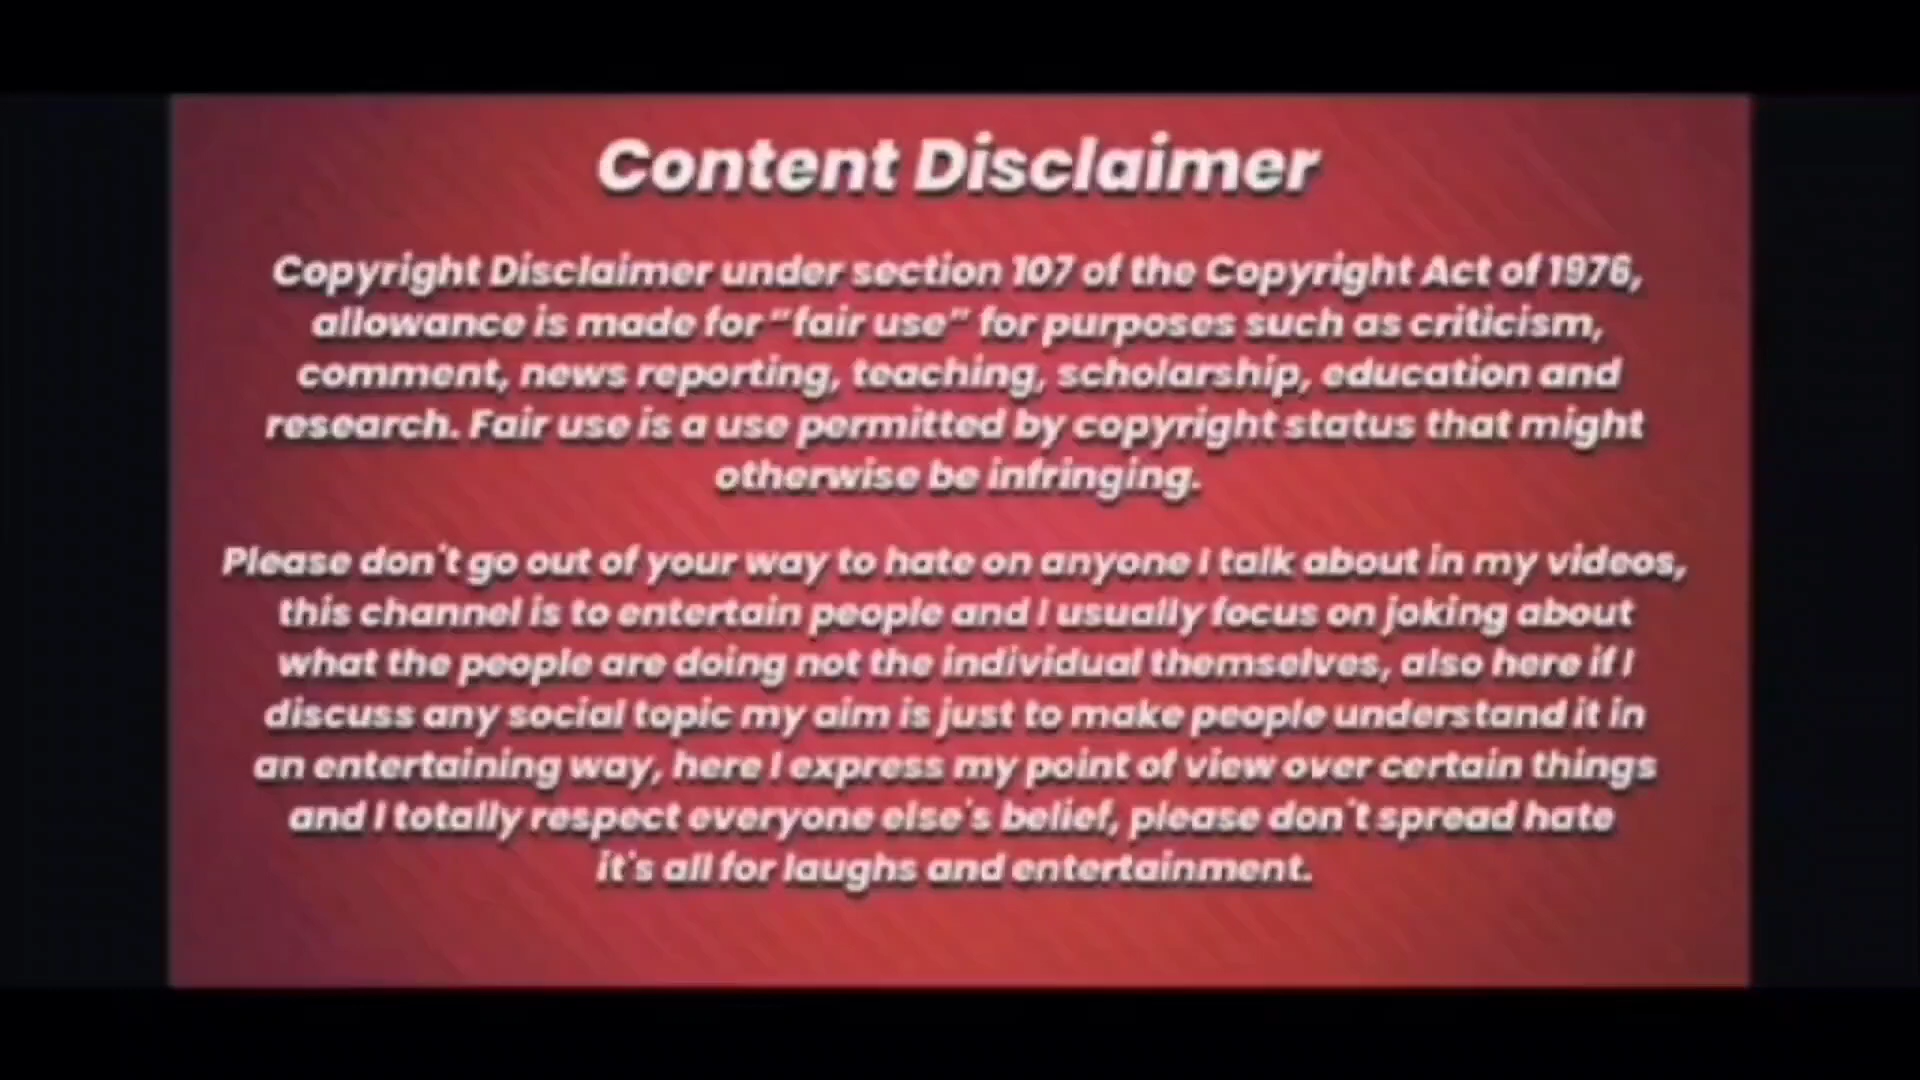 Content Disclaimer
Copyright Disclaimer under section 107 of the Copyright Act of 1976,
allowance is made for "fair use" for purposes such as criticism,
comment, news reporting, teaching, scholarship, education and
research. Fair use is a use permitted by copyright status that might
otherwise be infringing.
Please don't go out of your way to hate on anyone I talk about in my videos,
this channel is to entertain people and I usually focus on joking about
what the people are doing not the individual themselves, also here if I
discuss any social topic my aim is just to make people understand it in
an entertaining way, here I express my point of view over certain things
and I totally respect everyone else's belief, please don't spread hate
it's all for laughs and entertainment.